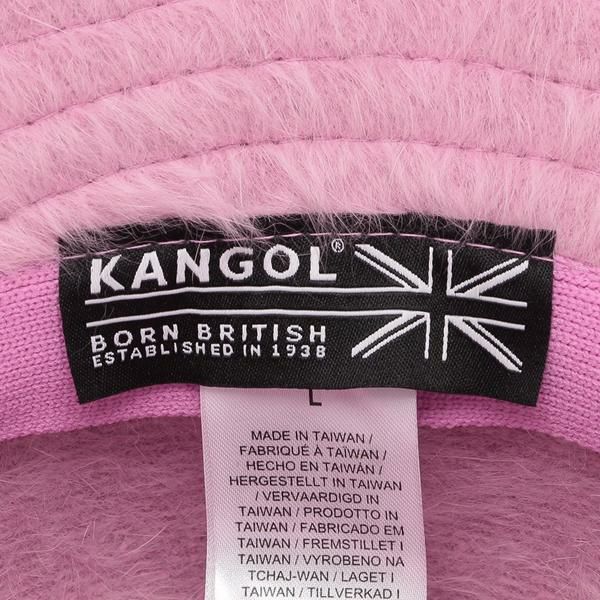 KANGOL®
BORN BRITISH
ESTABLISHED IN 1938
L
MADE IN TAIWAN /
FABRIQUÉ À TAÏWAN /
HECHO EN TAIWÁN /
HERGESTELLT IN TAIWAN
/ VERVAARDIGD IN
TAIWAN / PRODOTTO IN
TAIWAN / FABRICADO EM
TAIWAN / FREMSTILLET I
TAIWAN / VYROBENO NA
TCHAJ-WAN / LAGET I
TAIWAN / TILLVERKAD I